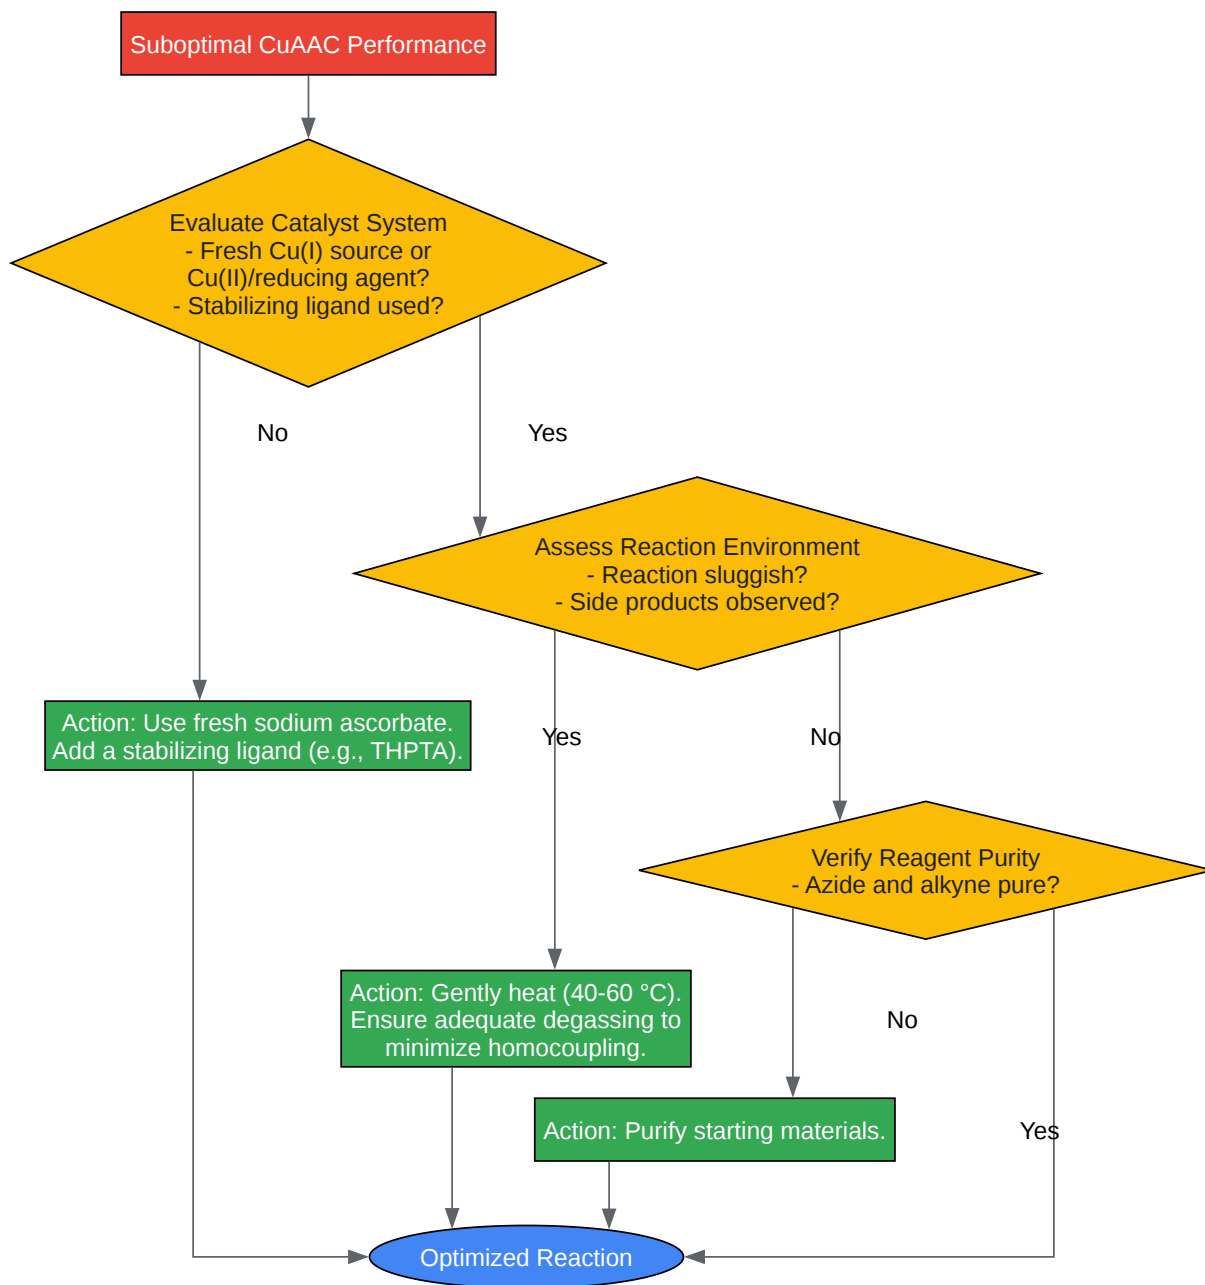 Suboptimal CuAAC Performance
Evaluate Catalyst System
- Fresh Cu(I) source or
Cu(II)/reducing agent?
- Stabilizing ligand used?
No
Yes
Assess Reaction Environment
- Reaction sluggish?
- Side products observed?
Action: Use fresh sodium ascorbate.
Add a stabilizing ligand (e.g., THPTA).
Yes
No
Verify Reagent Purity
- Azide and alkyne pure?
Action: Gently heat (40-60 °C).
Ensure adequate degassing to
minimize homocoupling.
No
Action: Purify starting materials.
Yes
Optimized Reaction